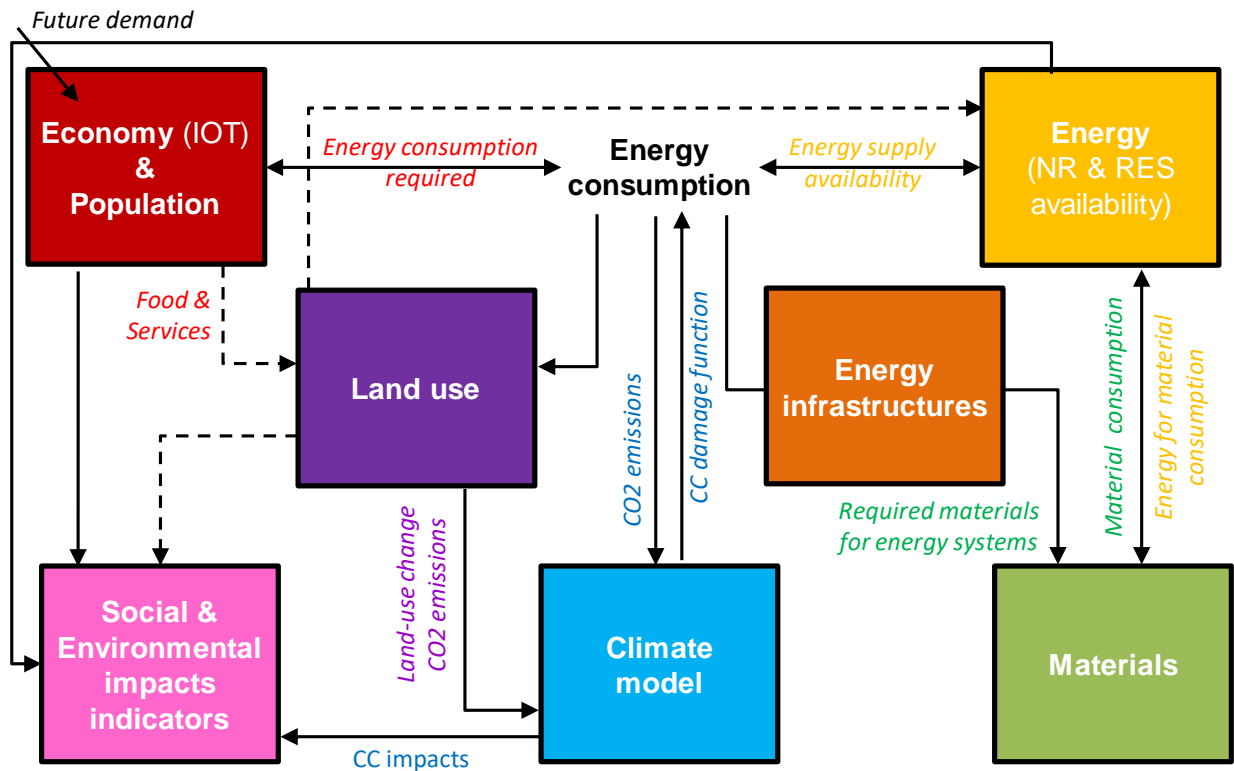 Future demand
Economy (IOT)
&
Population
Energy consumption
required
Energy
consumption
Energy supply
availability
Energy
(NR & RES
availability)
Food &
Services
Land use
CO2 emissions
CC damage function
Energy
infrastructures
Material  consumption
Energy for material
consumption
Required materials
for energy systems
Land-use change
CO2 emissions
Social &
Environmental
impacts
indicators
Climate
model
Materials
CC impacts